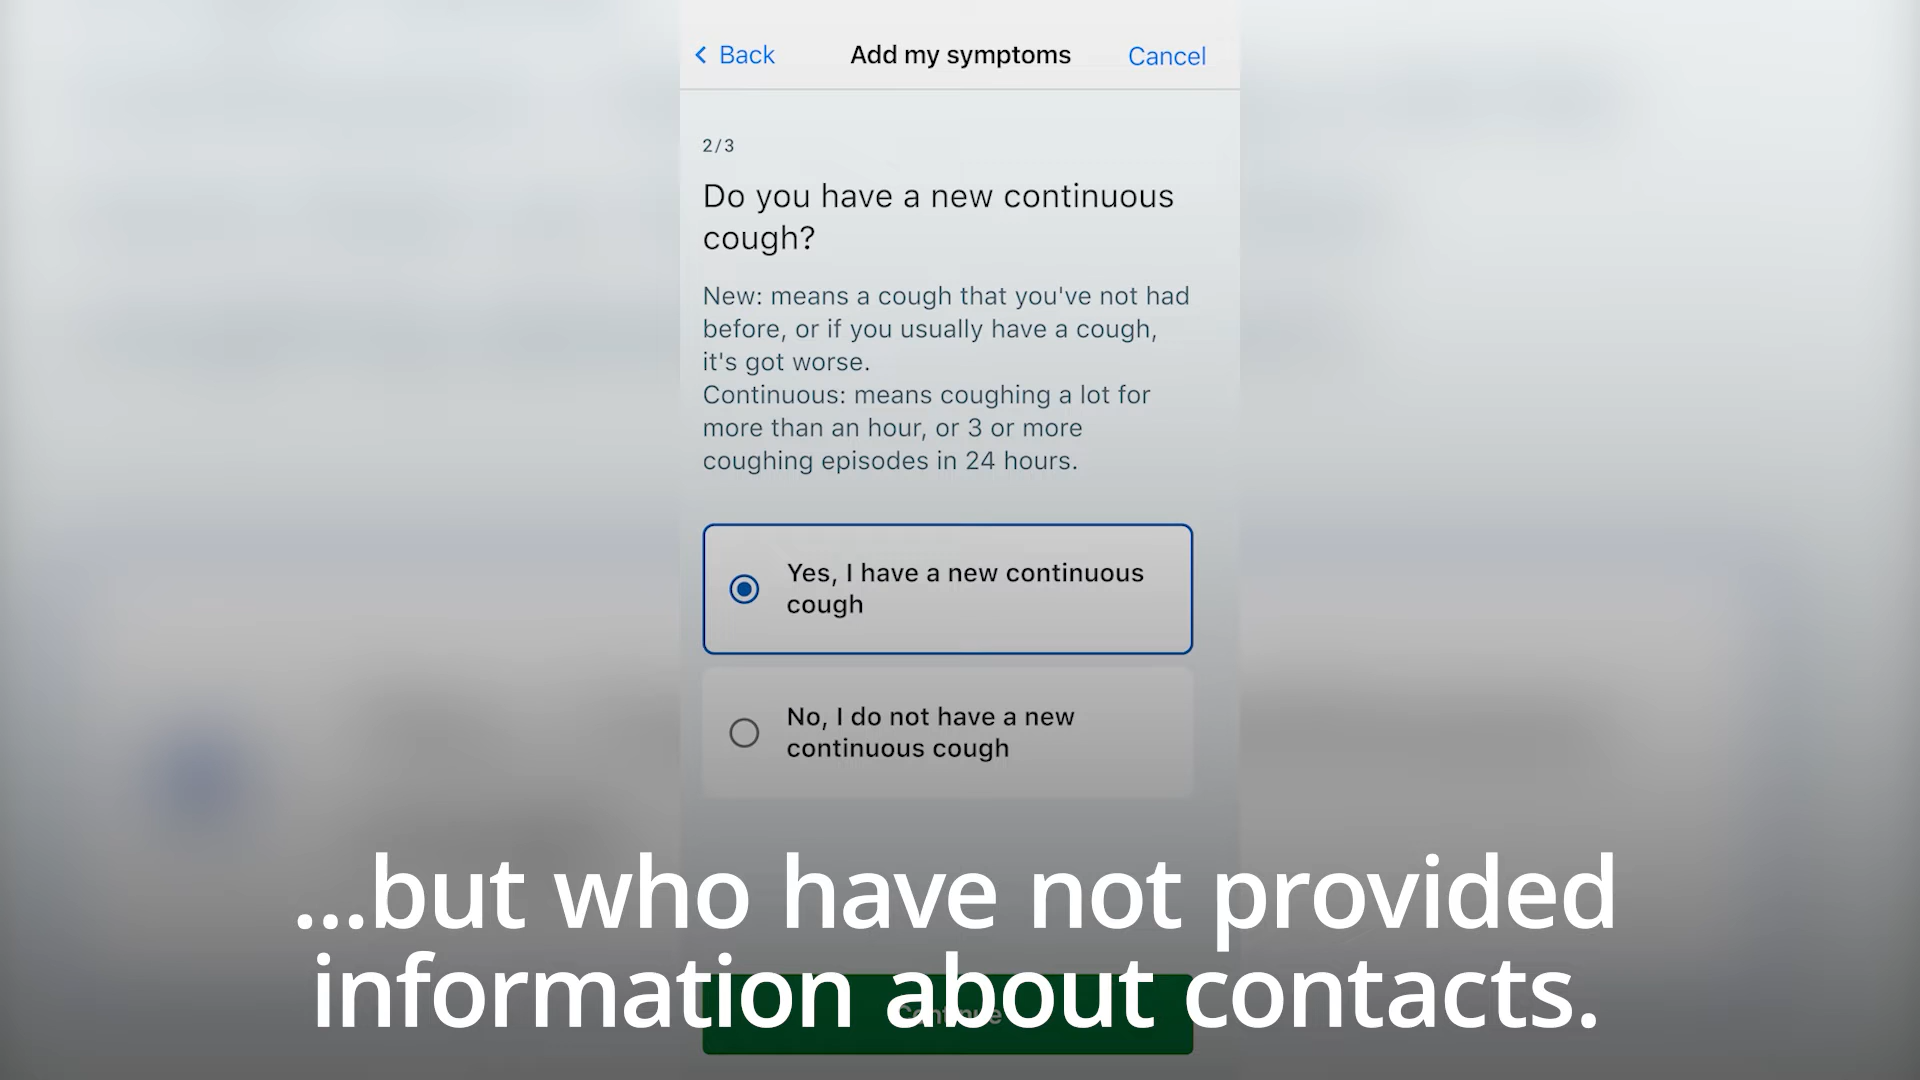 Back
Add my symptoms
Cancel
2/3
Do you have a new continuous
cough?
New: means a cough that you've not had
before, or if you usually have a cough,
it's got worse.
Continuous: means coughing a lot for
more than an hour, or 3 or more
coughing episodes in 24 hours.
Yes, I have a new continuous
cough
No, I do not have a new
continuous cough
...but who have not provided
information about contacts.
Continue